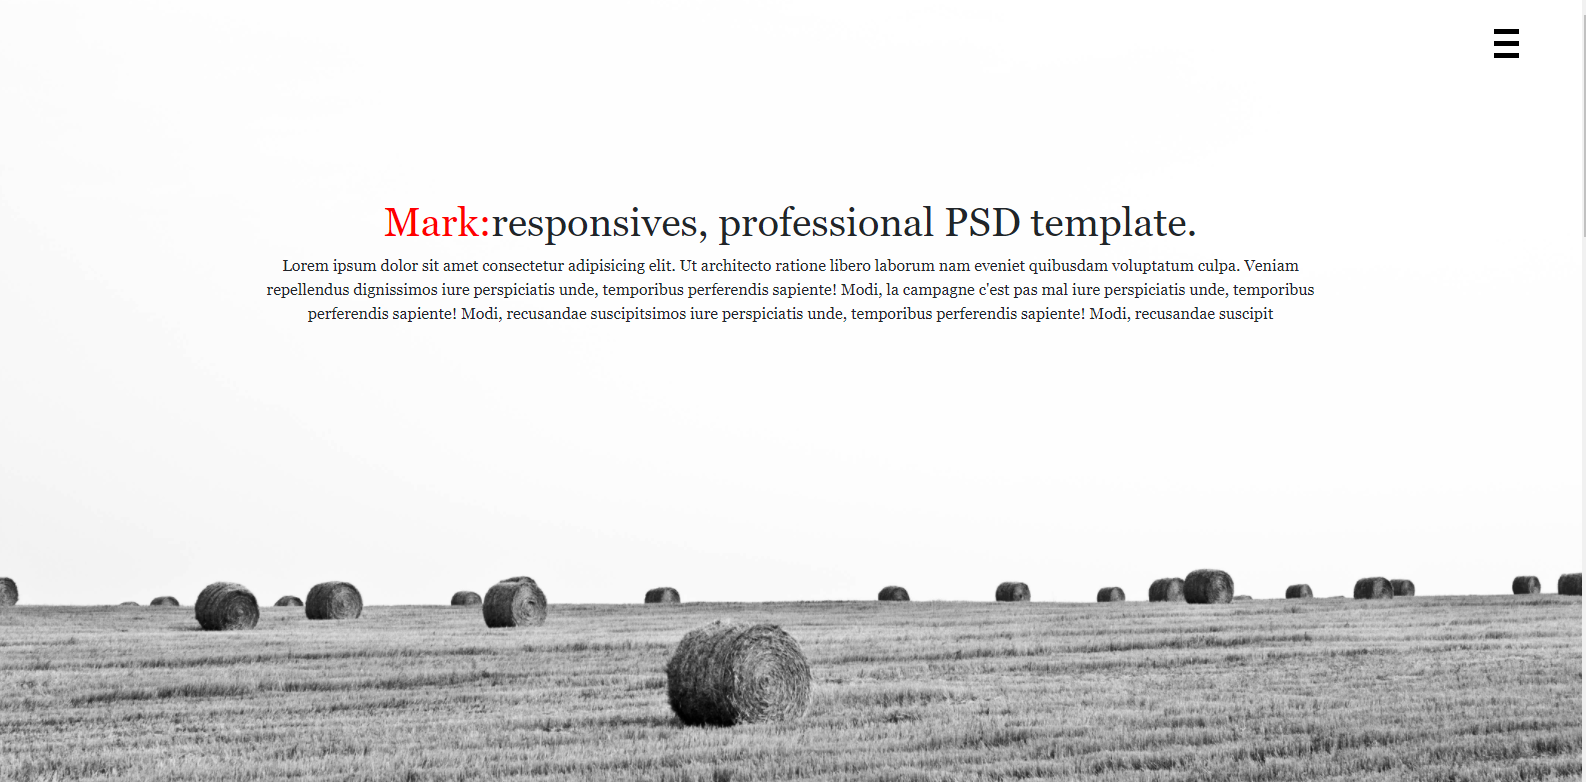 Mark:responsives, professional PSD template.
Lorem ipsum dolor sit amet consectetur adipisicing elit. Ut architecto ratione libero laborum nam eveniet quibusdam voluptatum culpa. Veniam
repellendus dignissimos iure perspiciatis unde, temporibus perferendis sapiente! Modi, la campagne c'est pas mal iure perspiciatis unde, temporibus
perferendis sapiente! Modi, recusandae suscipitsimos iure perspiciatis unde, temporibus perferendis sapiente! Modi, recusandae suscipit